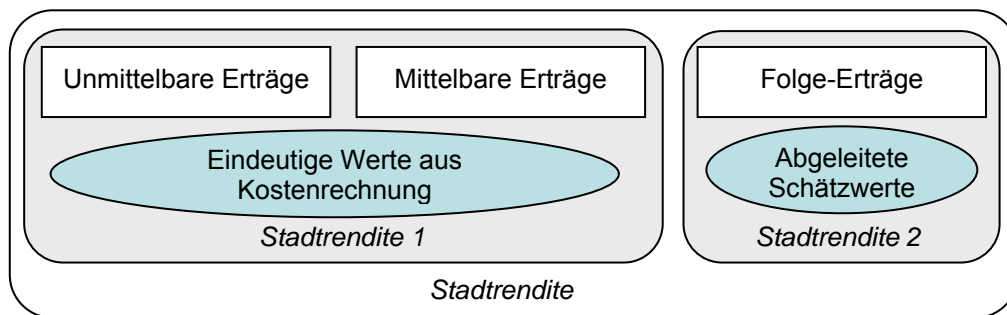 Unmittelbare Erträge
Mittelbare Erträge
Eindeutige Werte aus
Kostenrechnung
Stadtrendite 1
Folge-Erträge
Abgeleitete
Schätzwerte
Stadtrendite 2
Stadtrendite